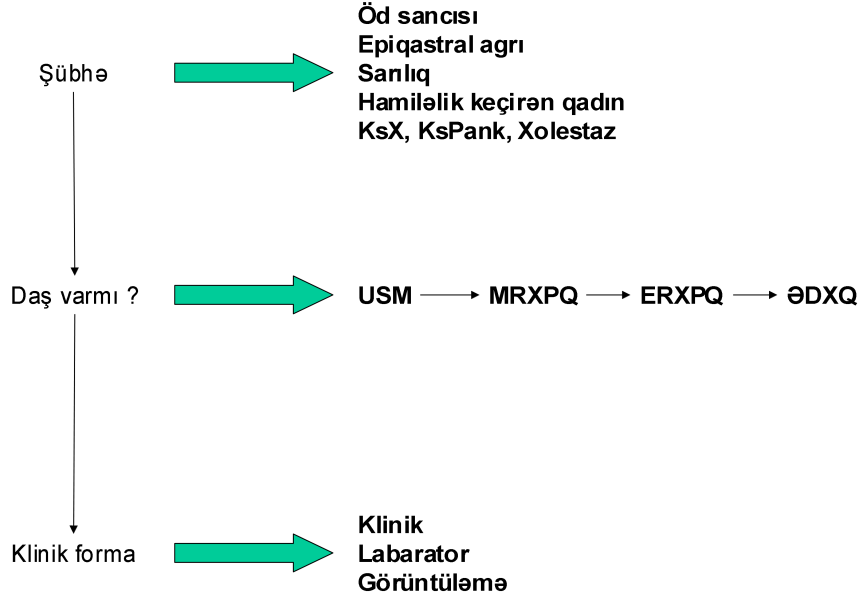 Şübhə
Öd sancısı
Epiqastral agrı
Sarılıq
Hamiləlik keçirən qadın
KsX, KsPank, Xolestaz
Daş varmı ?
USM MRXPQ ERXPQ ƏDXQ
Klinik forma
Klinik
Labarator
Görüntüləmə